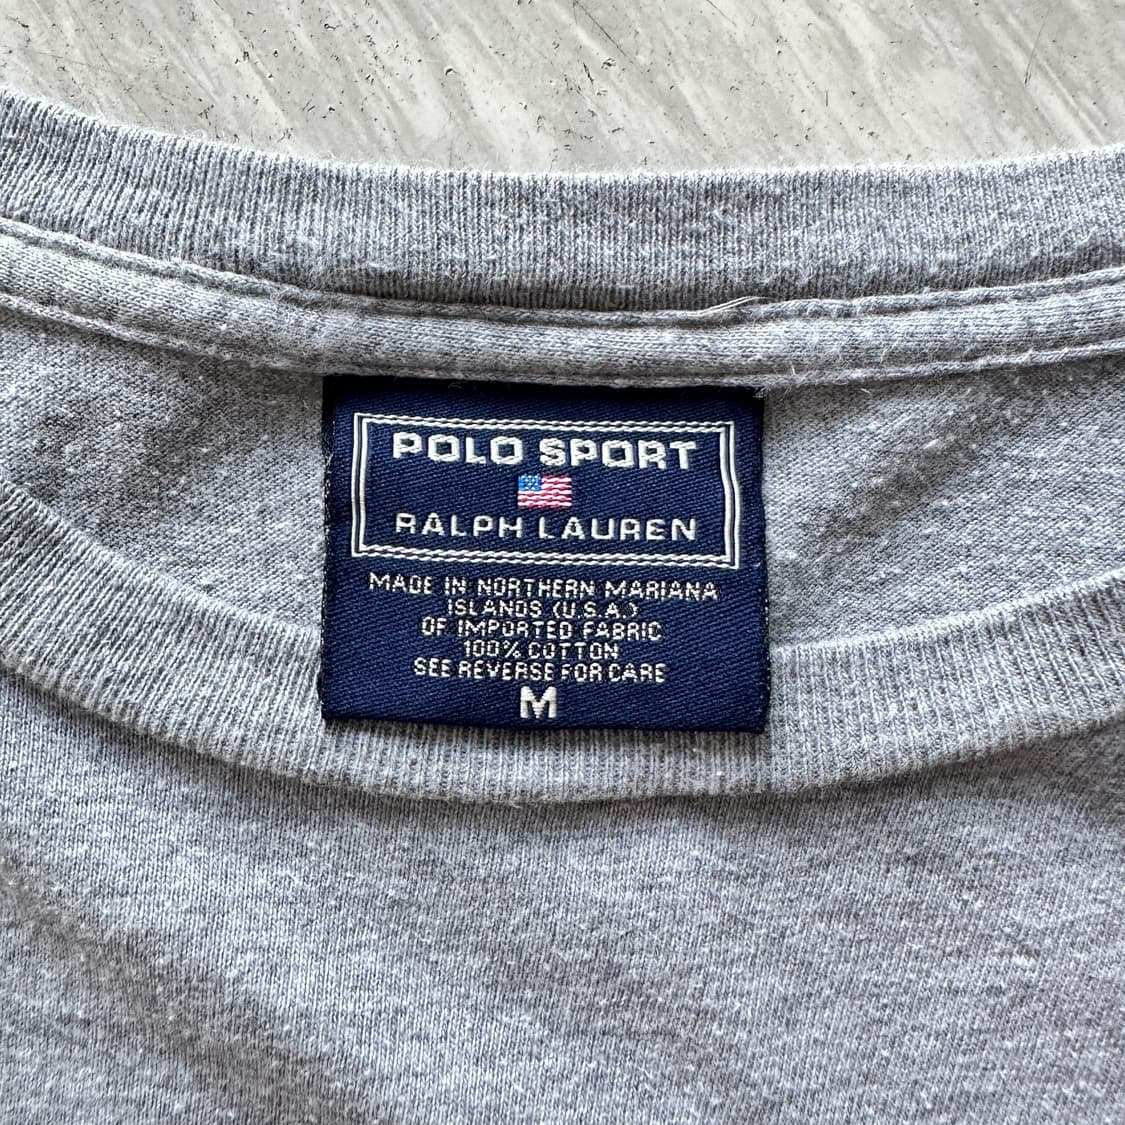 POLO SPORT
RALPH LAUREN
MADE IN NORTHERN MARIANA
ISLANDS (U.S.A.)
OF IMPORTED FABRIC
100% COTTON
SEE REVERSE FOR CARE
M